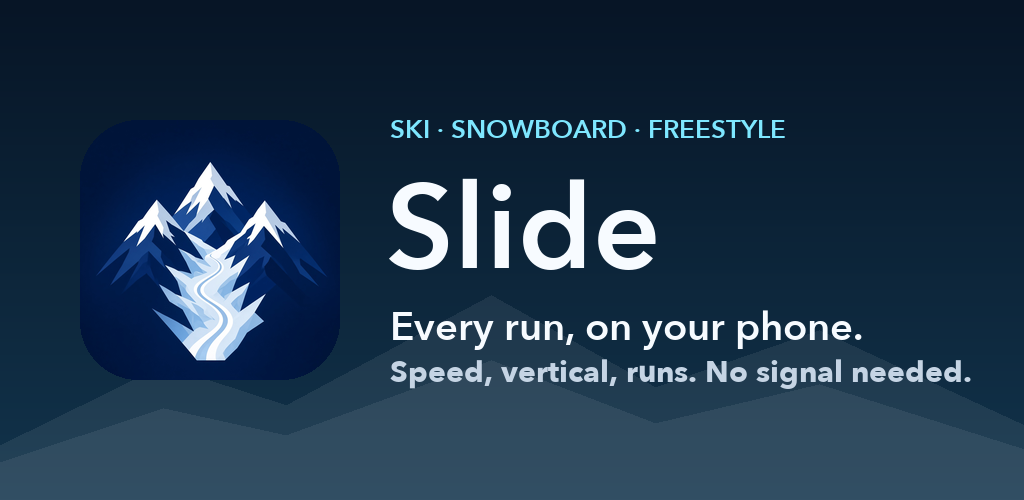 SKI · SNOWBOARD · FREESTYLE
Slide
Every run, on your phone.
Speed, vertical, runs. No signal needed.